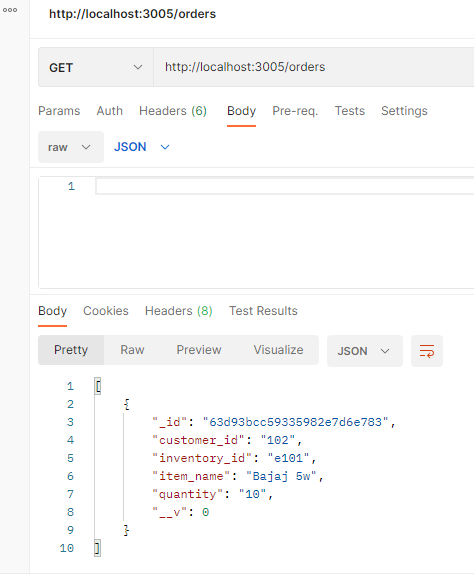 http://localhost:3005/orders
GET http://localhost:3005/orders
Params Auth Headers (6) Body Pre-req. Tests Settings
raw JSON
1
Body Cookies Headers (8) Test Results
Pretty Raw Preview Visualize JSON
1 [
2 {
3 "_id": "63d93bcc59335982e7d6e783",
4 "customer_id": "102",
5 "inventory_id": "e101",
6 "item_name": "Bajaj 5w",
7 "quantity": "10",
8 "__v": 0
9 }
10 ]